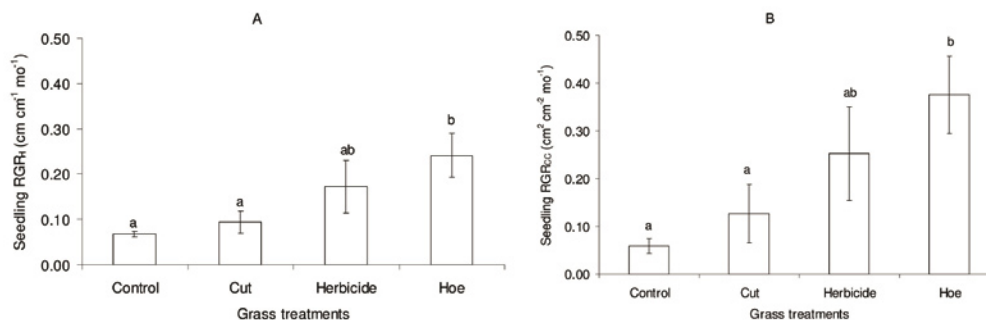 A
Seedling RGRH (cm cm-1 mo-1)
0.50
0.40
0.30
0.20
0.10
0.00
a
a
ab
b
Control Cut Herbicide Hoe
Grass treatments
B
Seedling RGRCC (cm2 cm-2 mo-1)
0.50
0.40
0.30
0.20
0.10
0.00
a
a
ab
b
Control Cut Herbicide Hoe
Grass treatments